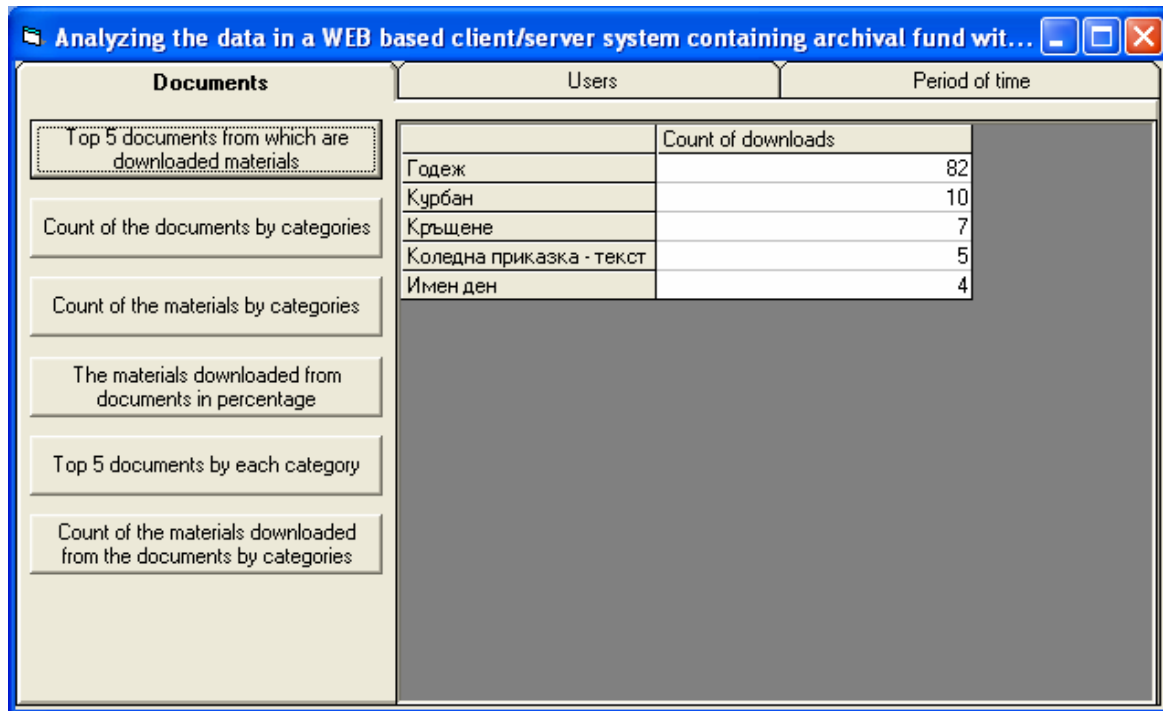 Analyzing the data in a WEB based client/server system containing archival fund wit...
Documents
Users
Period of time
Top 5 documents from which are
downloaded materials
Count of the documents by categories
Count of the materials by categories
The materials downloaded from
documents in percentage
Top 5 documents by each category
Count of the materials downloaded
from the documents by categories
Count of downloads
Годеж 82
Курбан 10
Кръщене 7
Коледна приказка - текст 5
Имен ден 4